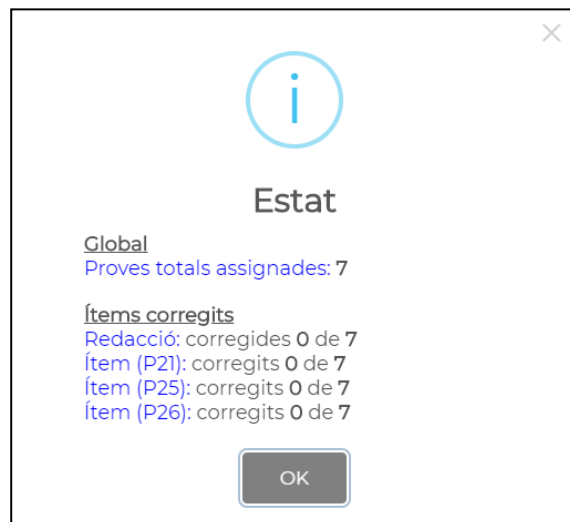 Estat
Global
Proves totals assignades: 7
Ítems corregits
Redacció: corregides 0 de 7
Ítem (P21): corregits 0 de 7
Ítem (P25): corregits 0 de 7
Ítem (P26): corregits 0 de 7
OK